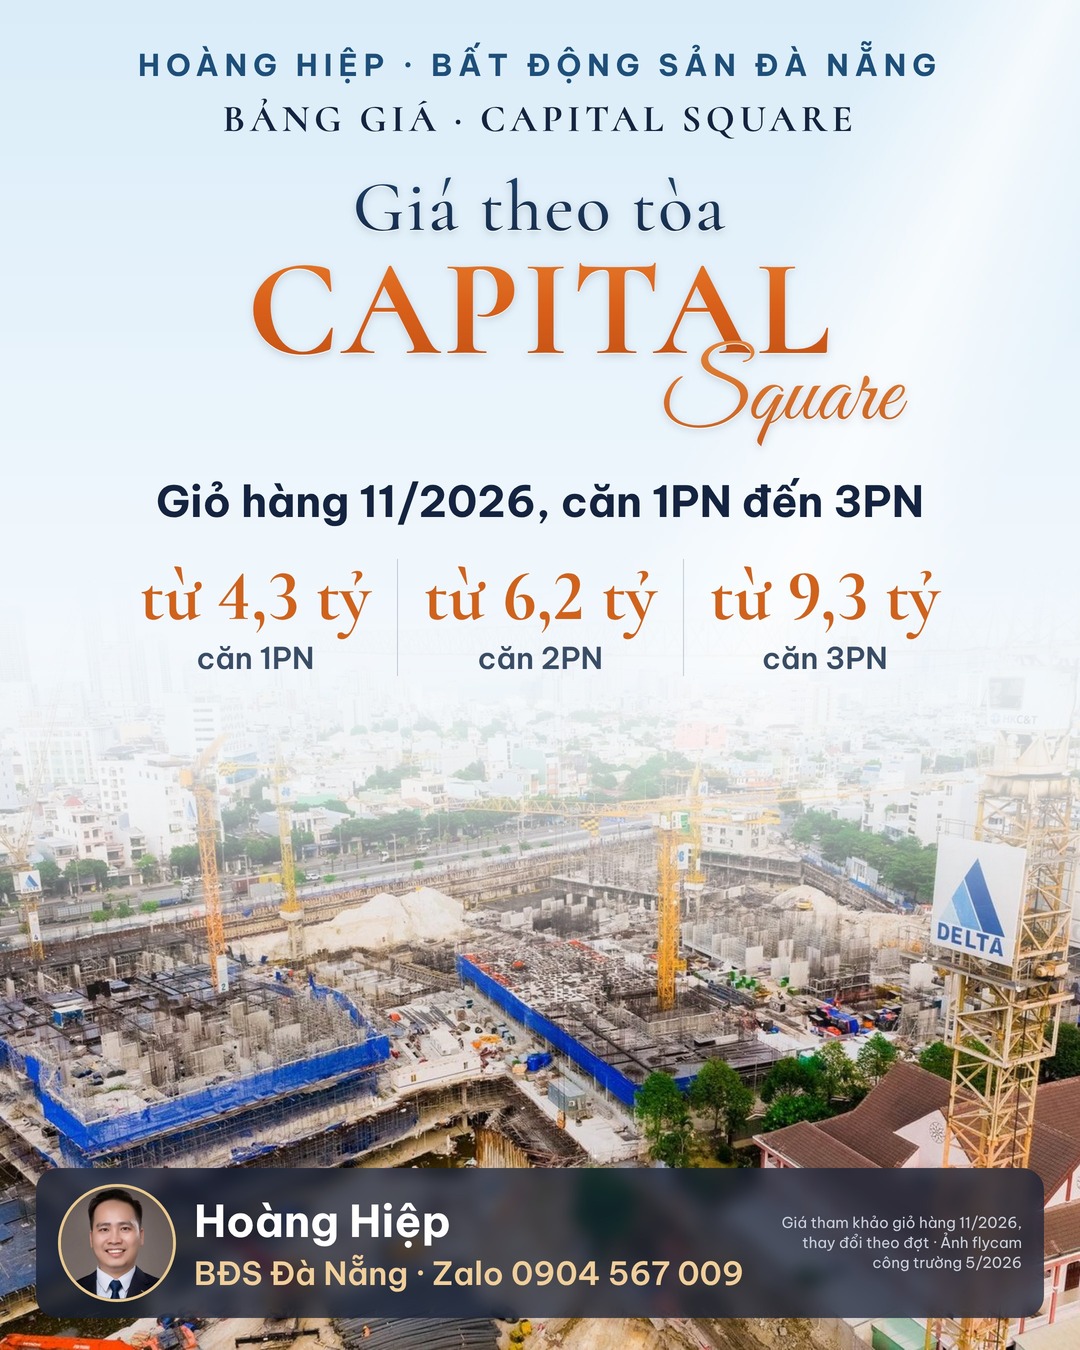 HOÀNG HIỆP · BẤT ĐỘNG SẢN ĐÀ NẴNG
BẢNG GIÁ · CAPITAL SQUARE
Giá theo tòa
CAPITAL
Square
Giỏ hàng 11/2026, căn 1PN đến 3PN
từ 4,3 tỷ
căn 1PN
từ 6,2 tỷ
căn 2PN
từ 9,3 tỷ
căn 3PN
DELTA
Hoàng Hiệp
BĐS Đà Nẵng · Zalo 0904 567 009
Giá tham khảo giỏ hàng 11/2026,
thay đổi theo đợt · Ảnh flycam
công trường 5/2026